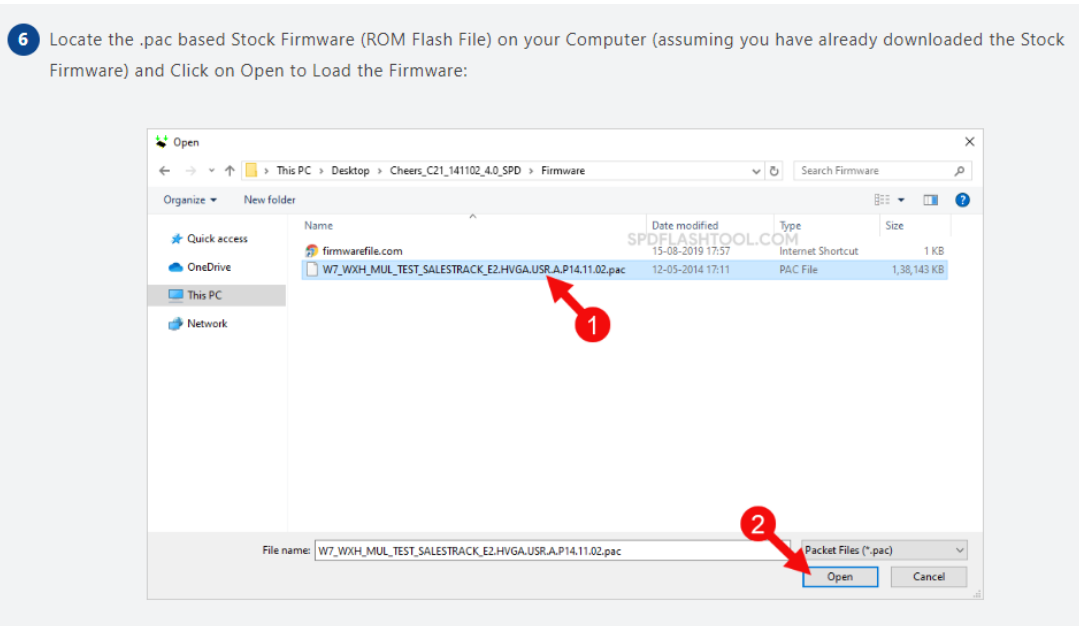 6 Locate the .pac based Stock Firmware (ROM Flash File) on your Computer (assuming you have already downloaded the Stock
Firmware) and Click on Open to Load the Firmware:
Open
This PC > Desktop > Cheers_C21_141102_4.0_SPD > Firmware Search Firmware
Organize New folder
Name Date modified Type Size
SPDFLASHTOOL.COM
Quick access
firmwarefile.com 15-08-2019 17:57 Internet Shortcut 1 KB
OneDrive
W7_WXH_MUL_TEST_SALESTRACK_E2.HVGA.USR.A.P14.11.02.pac 12-05-2014 17:11 PAC File 1,38,143 KB
This PC
Network
1
2
File name: W7_WXH_MUL_TEST_SALESTRACK_E2.HVGA.USR.A.P14.11.02.pac Packet Files (*.pac)
Open Cancel